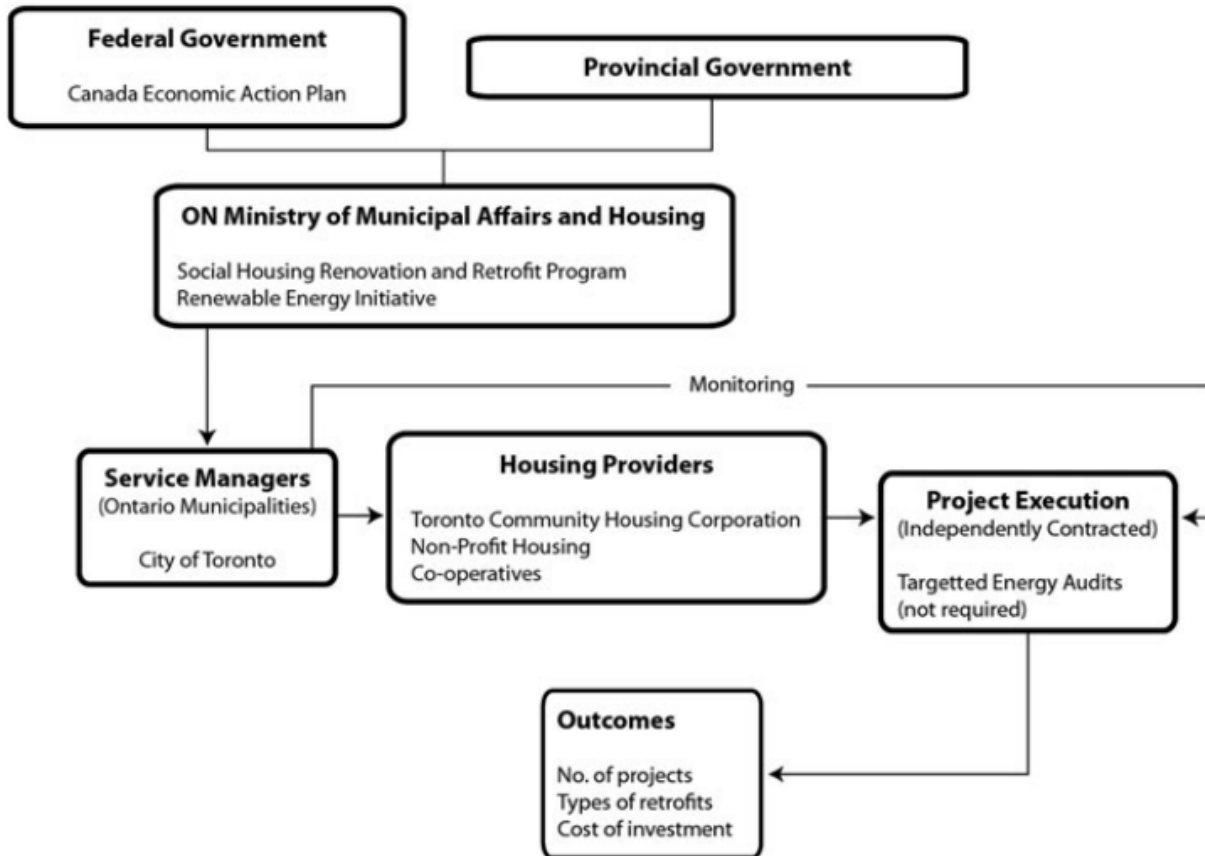 Federal Government
Canada Economic Action Plan
Provincial Government
ON Ministry of Municipal Affairs and Housing
Social Housing Renovation and Retrofit Program
Renewable Energy Initiative
Monitoring
Service Managers
(Ontario Municipalities)
City of Toronto
Housing Providers
Toronto Community Housing Corporation
Non-Profit Housing
Co-operatives
Project Execution
(Independently Contracted)
Targetted Energy Audits
(not required)
Outcomes
No. of projects
Types of retrofits
Cost of investment